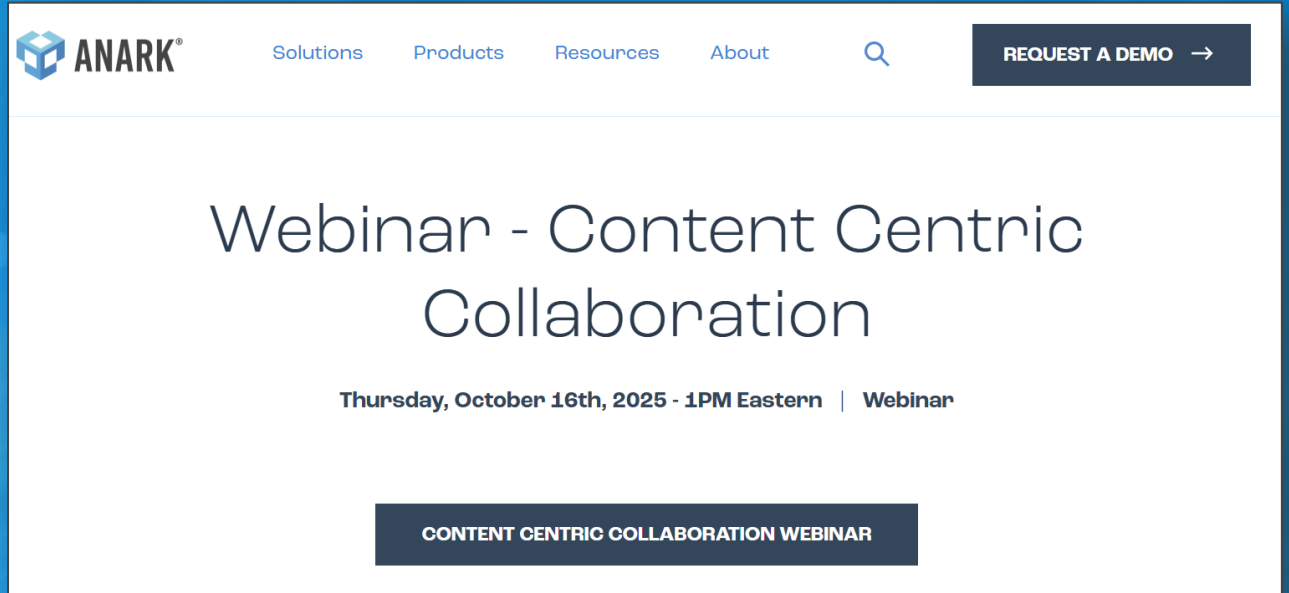 ANARK®
Solutions Products Resources About
REQUEST A DEMO →
Webinar - Content Centric
Collaboration
Thursday, October 16th, 2025 - 1PM Eastern | Webinar
CONTENT CENTRIC COLLABORATION WEBINAR